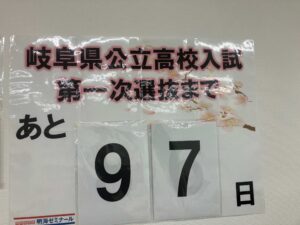 岐阜県公立高校入試
第一次選抜まで
あと
97日
明海ゼミナール